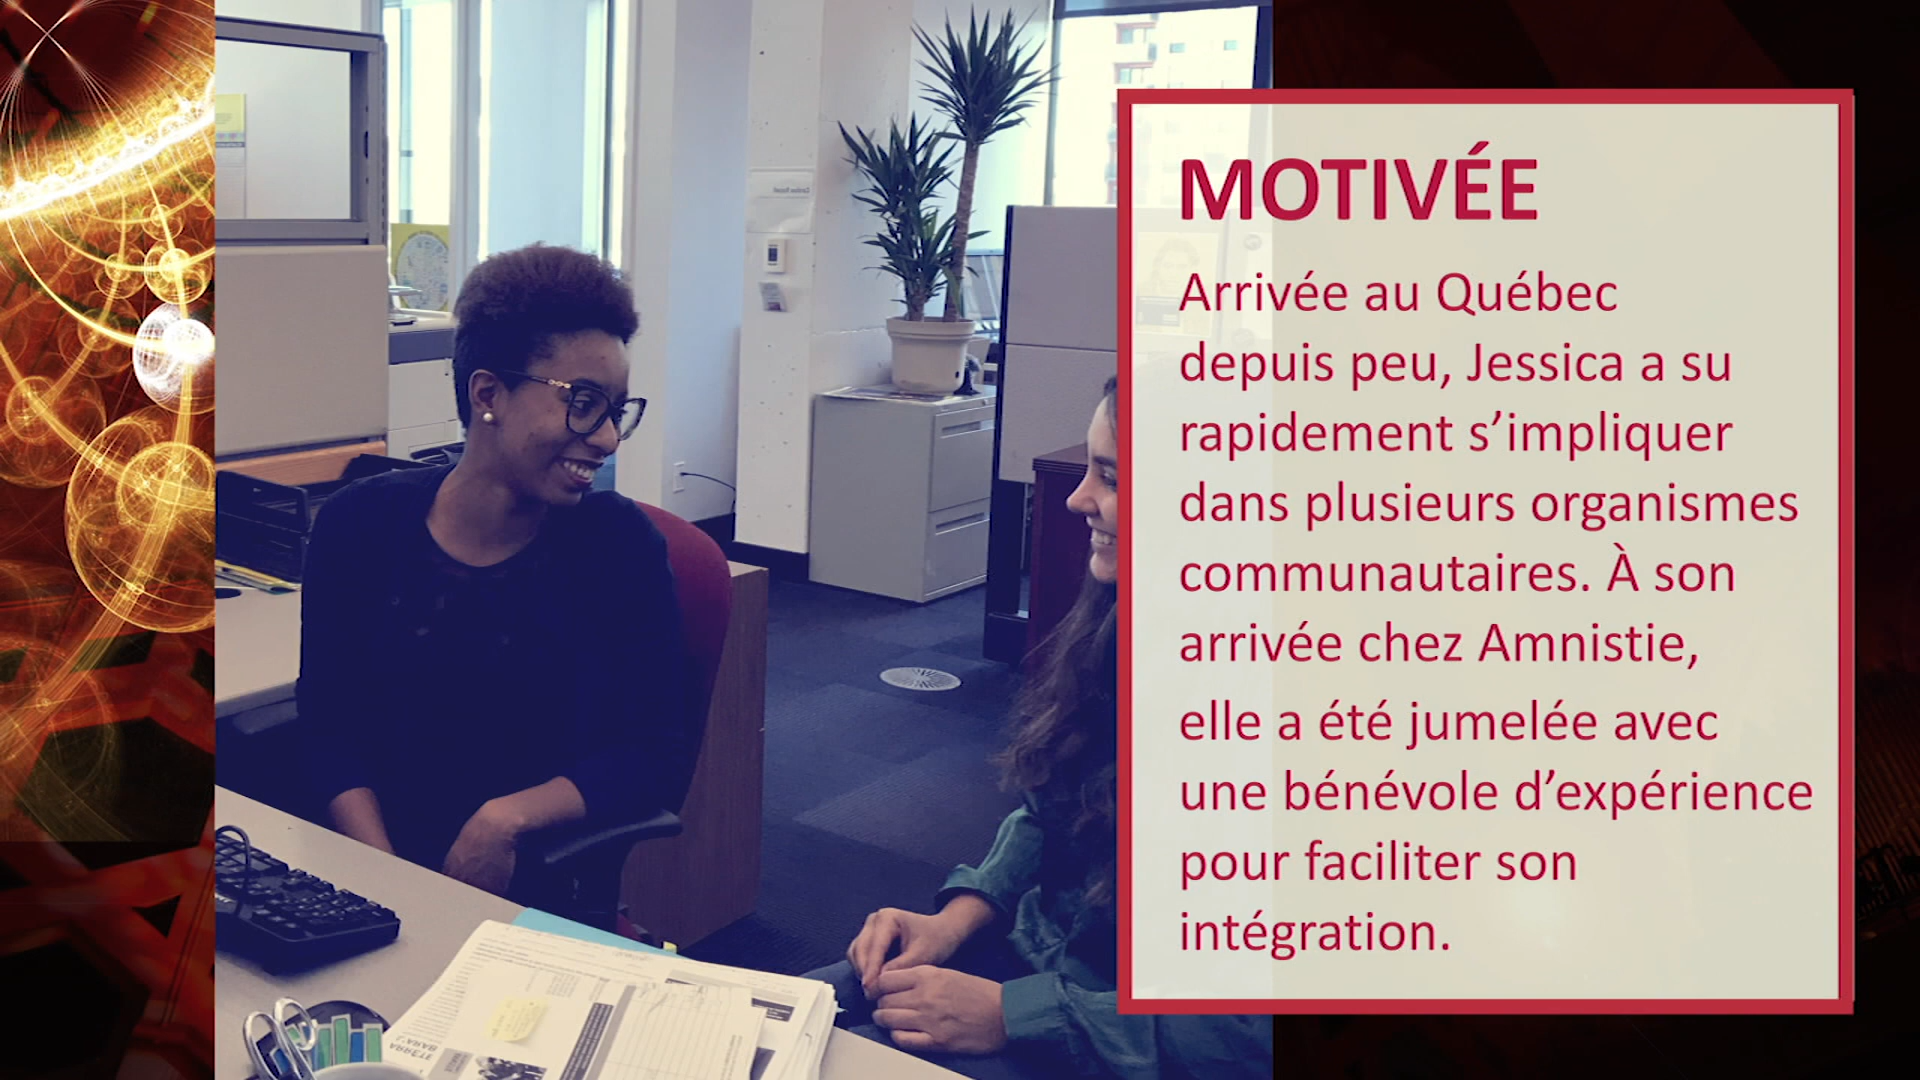 MOTIVÉE
Arrivée au Québec
depuis peu, Jessica a su
rapidement s’impliquer
dans plusieurs organismes
communautaires. À son
arrivée chez Amnistie,
elle a été jumelée avec
une bénévole d’expérience
pour faciliter son
intégration.